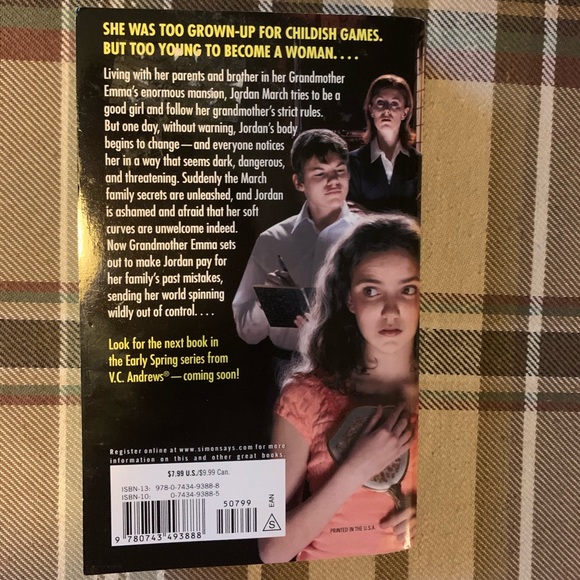 SHE WAS TOO GROWN-UP FOR CHILDISH GAMES.
BUT TOO YOUNG TO BECOME A WOMAN. . . .
Living with her parents and brother in her Grandmother
Emma's enormous mansion, Jordan March tries to be a
good girl and follow her grandmother's strict rules.
But one day, without warning, Jordan's body
begins to change—and everyone notices
her in a way that seems dark, dangerous,
and threatening. Suddenly the March
family secrets are unleashed, and Jordan
is ashamed and afraid that her soft
curves are unwelcome indeed.
Now Grandmother Emma sets
out to make Jordan pay for
her family's past mistakes,
sending her world spinning
wildly out of control. . . .
Look for the next book in
the Early Spring series from
V.C. Andrews®—coming soon!
Register online at www.simonsays.com for more
information on this and other great books.
$7.99 U.S./$9.99 Can.
ISBN-13: 978-0-7434-9388-8
ISBN-10: 0-7434-9388-5
50799
EAN
S
9 780743 493888
PRINTED IN THE U.S.A.